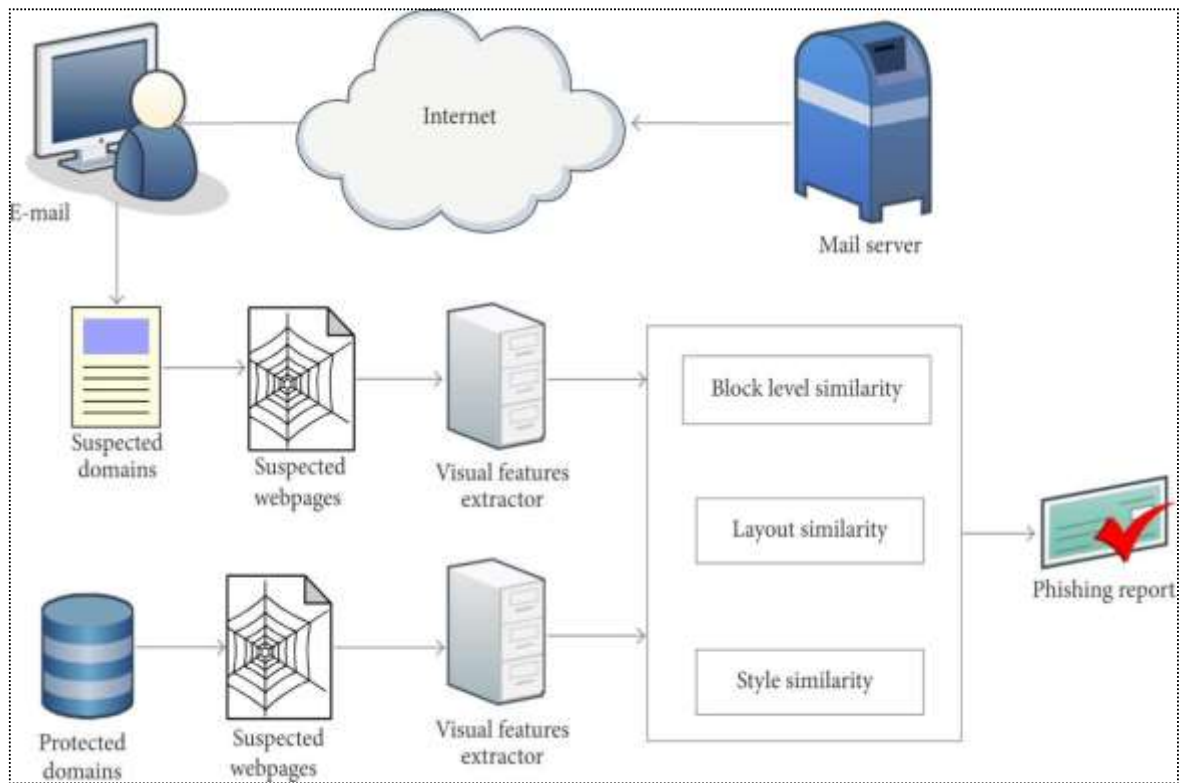 Internet
E-mail
Mail server
Suspected
domains
Suspected
webpages
Visual features
extractor
Block level similarity
Layout similarity
Style similarity
Phishing report
Protected
domains
Suspected
webpages
Visual features
extractor